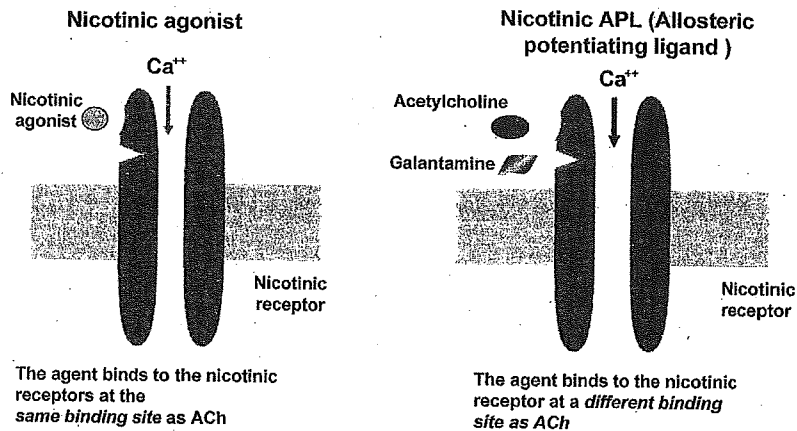 Nicotinic agonist
Ca++
Nicotinic
agonist
Nicotinic
receptor
The agent binds to the nicotinic
receptors at the
same binding site as ACh
Nicotinic APL (Allosteric
potentiating ligand )
Ca++
Acetylcholine
Galantamine
Nicotinic
receptor
The agent binds to the nicotinic
receptor at a different binding
site as ACh